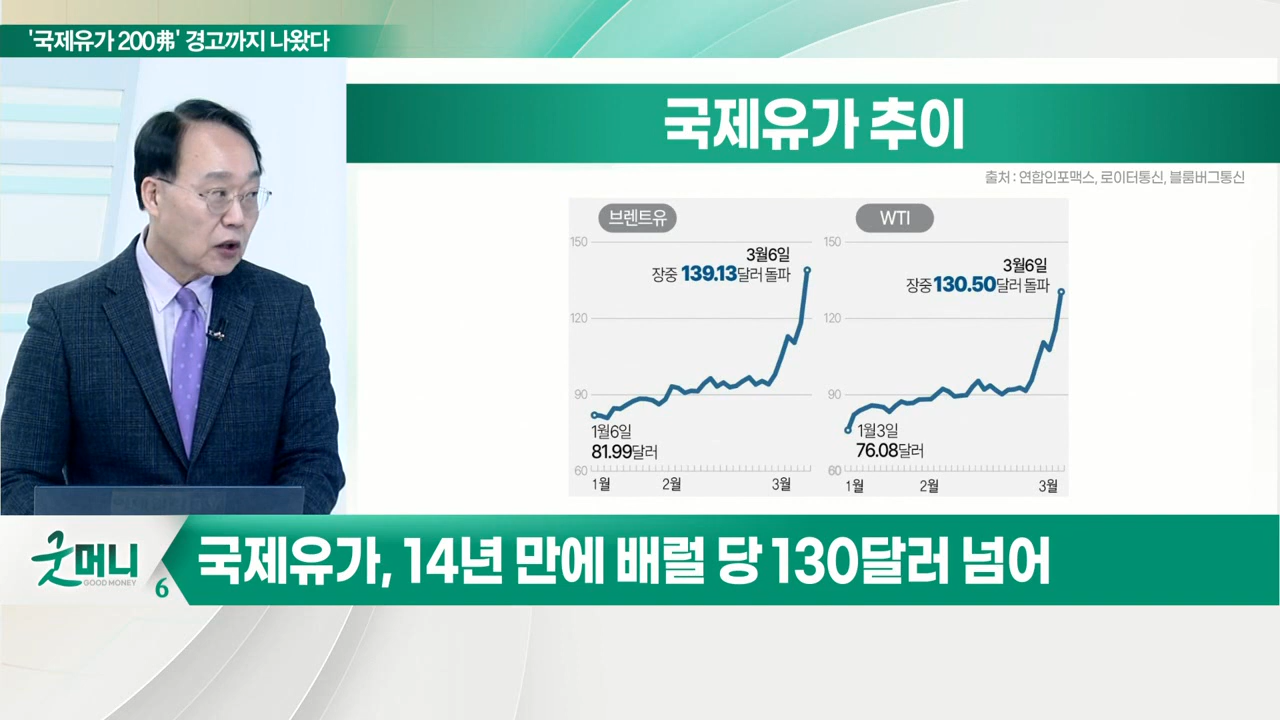 '국제유가 200弗' 경고까지 나왔다
국제유가 추이
출처 : 연합인포맥스, 로이터통신, 블룸버그통신
브렌트유
150
120
90
60
3월6일
장중 139.13달러 돌파
1월6일
81.99달러
1월
2월
3월
WTI
150
120
90
60
3월6일
장중 130.50달러 돌파
1월3일
76.08달러
1월
2월
3월
굿머니
GOOD MONEY
6
국제유가, 14년 만에 배럴 당 130달러 넘어